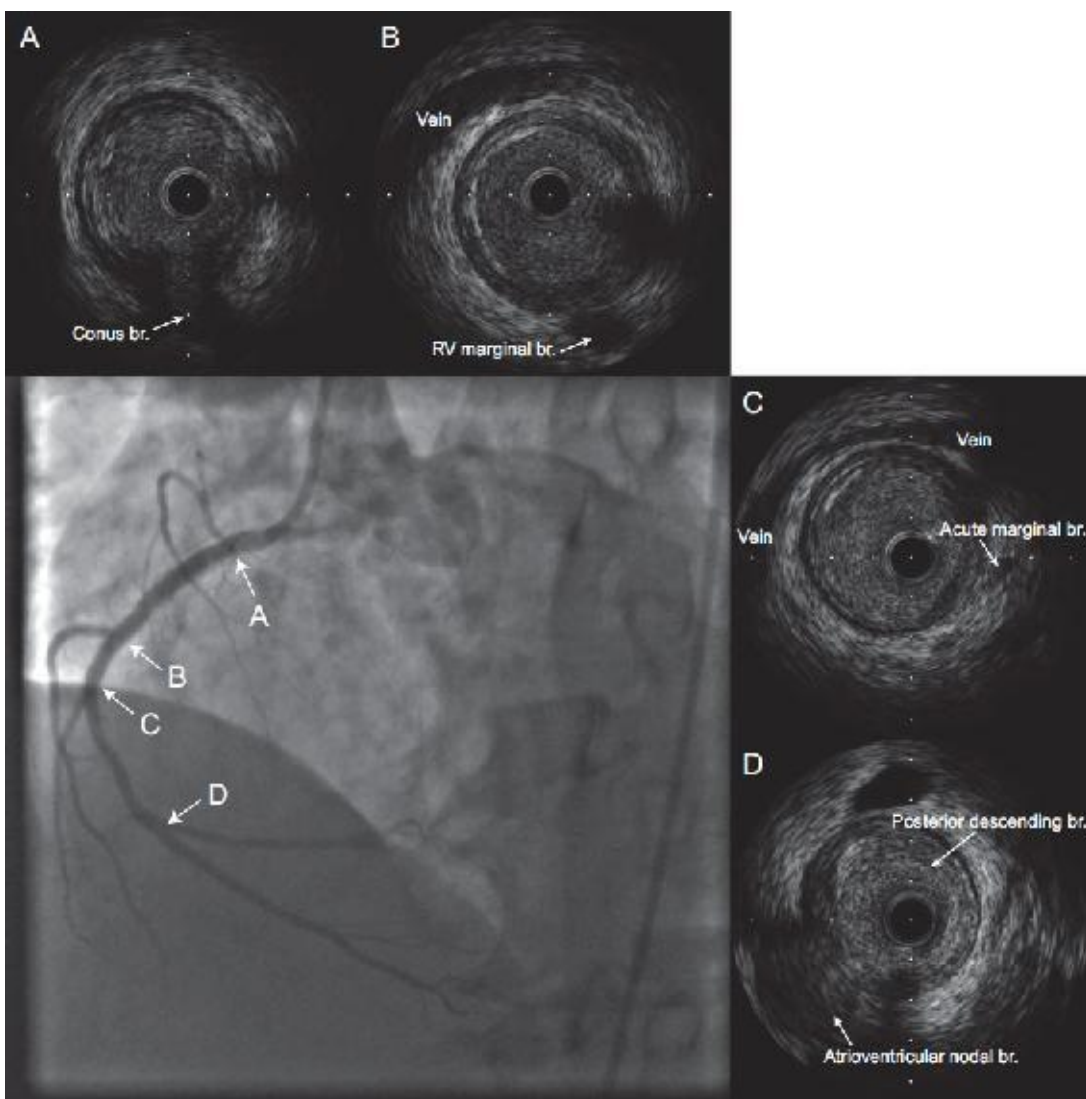 A
B
Vein
Conus br.
RV marginal br.
A
B
C
D
C
Vein
Vein
Acute marginal br.
D
Posterior descending br.
Atrioventricular nodal br.